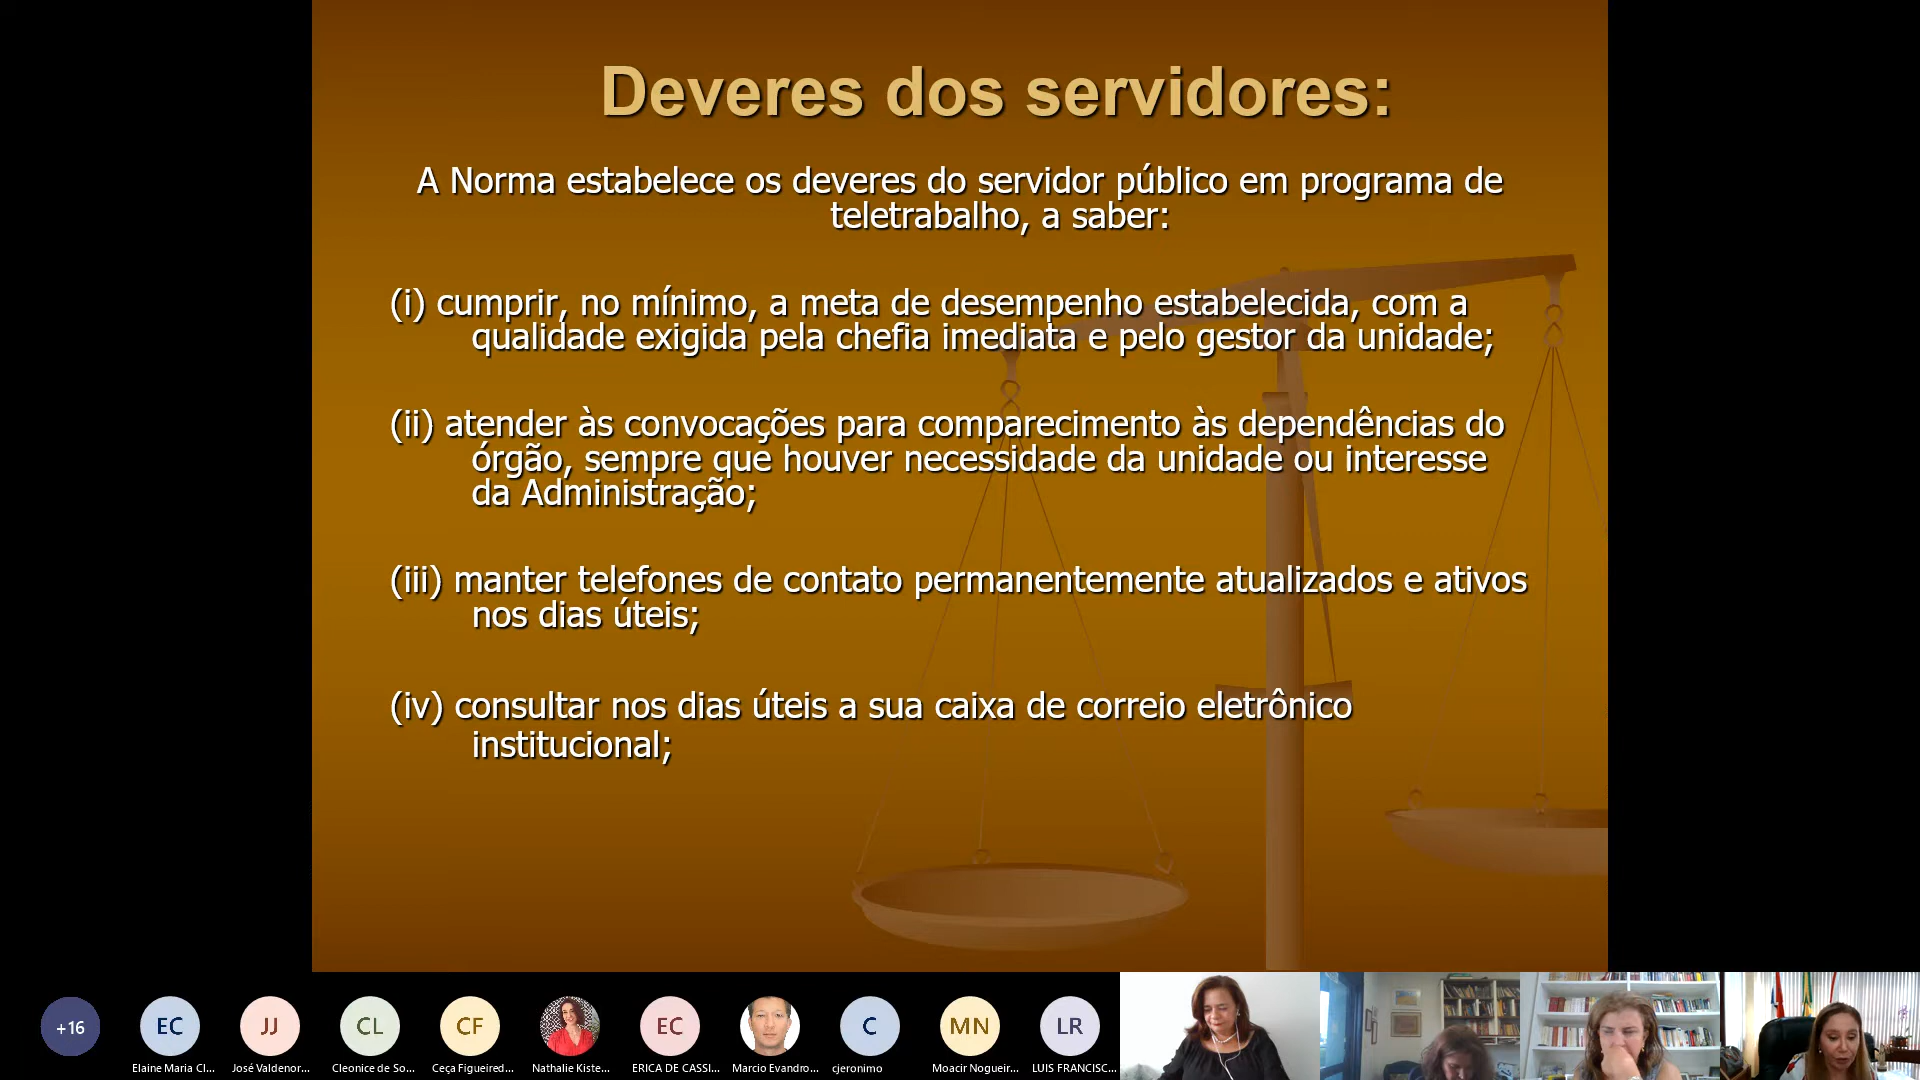 Deveres dos servidores:
A Norma estabelece os deveres do servidor público em programa de
teletrabalho, a saber:
(i) cumprir, no mínimo, a meta de desempenho estabelecida, com a
qualidade exigida pela chefia imediata e pelo gestor da unidade;
(ii) atender às convocações para comparecimento às dependências do
órgão, sempre que houver necessidade da unidade ou interesse
da Administração;
(iii) manter telefones de contato permanentemente atualizados e ativos
nos dias úteis;
(iv) consultar nos dias úteis a sua caixa de correio eletrônico
institucional;
+16 EC JJ CL CF EC C MN LR
Elaine Maria Cl... José Valdenor... Cleonice de So... Ceça Figueired... Nathalie Kiste... ERICA DE CASSI... Marcio Evandro... cjeronimo Moacir Nogueir... LUIS FRANCISC...